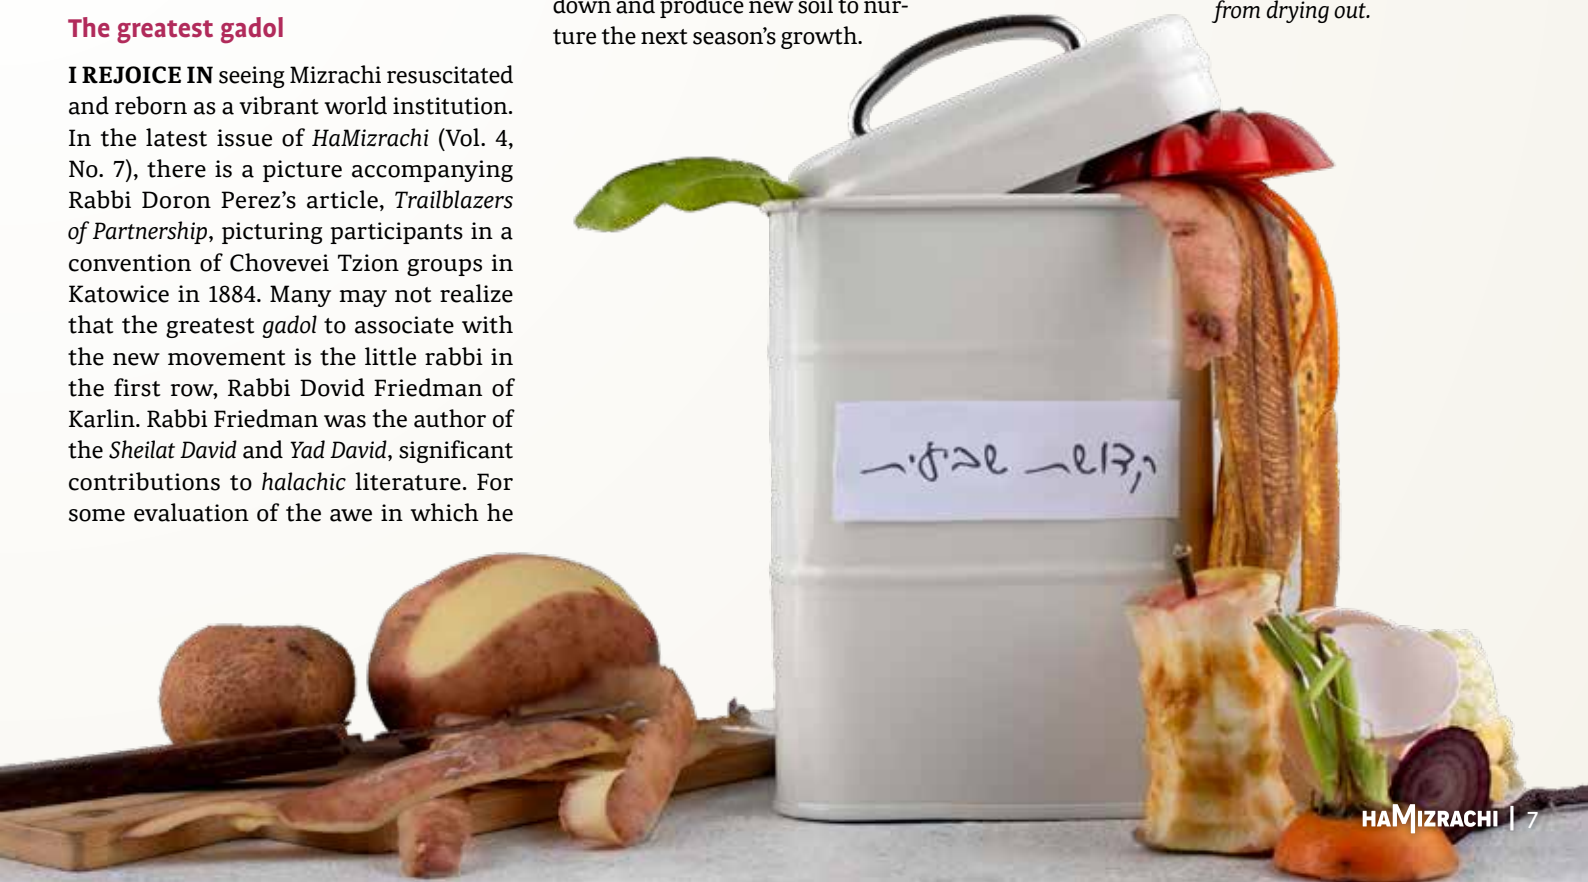 The greatest gadol
I REJOICE IN seeing Mizrachi resuscitated
and reborn as a vibrant world institution.
In the latest issue of HaMizrachi (Vol. 4,
No. 7), there is a picture accompanying
Rabbi Doron Perez’s article, Trailblazers
of Partnership, picturing participants in a
convention of Chovevei Tzion groups in
Katowice in 1884. Many may not realize
that the greatest gadol to associate with
the new movement is the little rabbi in
the first row, Rabbi Dovid Friedman of
Karlin. Rabbi Friedman was the author of
the Sheilat David and Yad David, significant
contributions to halachic literature. For
some evaluation of the awe in which he
down and produce new soil to nur-
ture the next season’s growth.
from drying out.
קדושת שביעית
HAMIZRACHI | 7